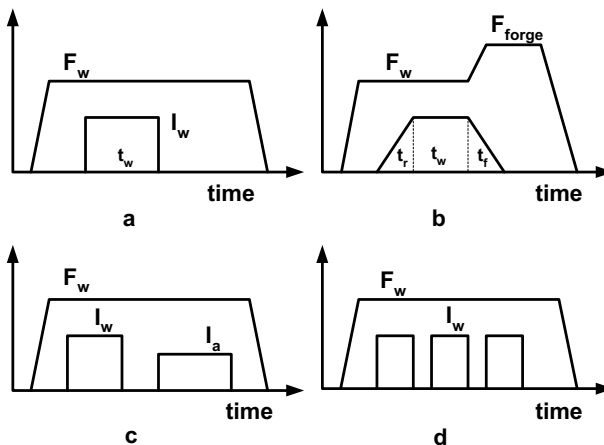 F_w
I_w
t_w
time
a
F_forge
F_w
t_r t_w t_f
time
b
F_w
I_w
I_a
time
c
F_w
I_w
time
d